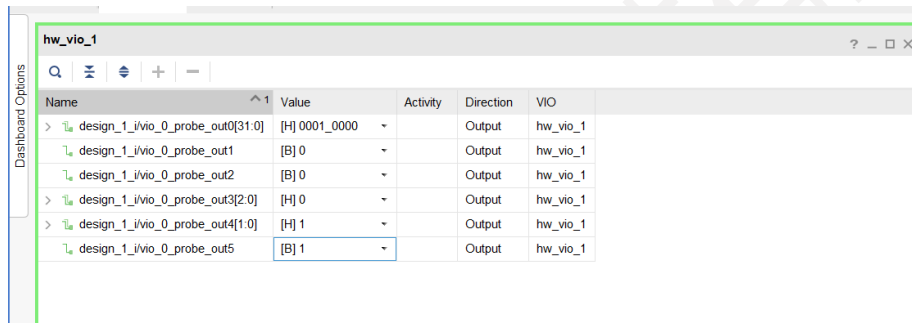 hw_vio_1
? _ □ X
Dashboard Options
Name 1 Value Activity Direction VIO
design_1_i/vio_0_probe_out0[31:0] [H] 0001_0000 Output hw_vio_1
design_1_i/vio_0_probe_out1 [B] 0 Output hw_vio_1
design_1_i/vio_0_probe_out2 [B] 0 Output hw_vio_1
design_1_i/vio_0_probe_out3[2:0] [H] 0 Output hw_vio_1
design_1_i/vio_0_probe_out4[1:0] [H] 1 Output hw_vio_1
design_1_i/vio_0_probe_out5 [B] 1 Output hw_vio_1